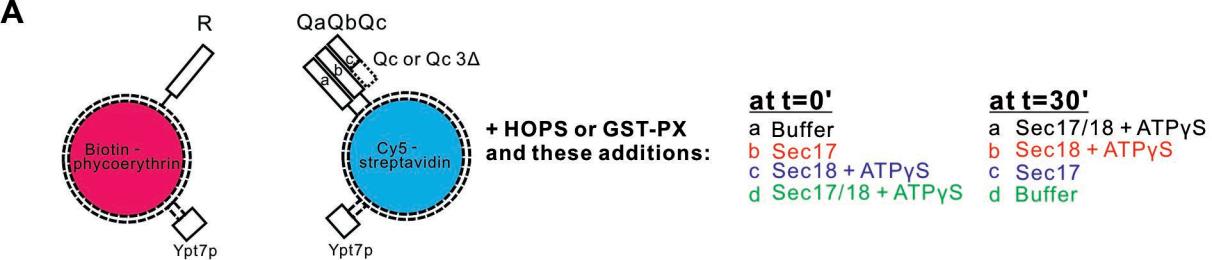 A
R
QaQbQc
Qc or Qc 3Δ
a
b
c
Biotin -
phycoerythrin
Cy5 -
streptavidin
Ypt7p
Ypt7p
+ HOPS or GST-PX
and these additions:
at t=0'
a Buffer
b Sec17
c Sec18 + ATPγS
d Sec17/18 + ATPγS
at t=30'
a Sec17/18 + ATPγS
b Sec18 + ATPγS
c Sec17
d Buffer